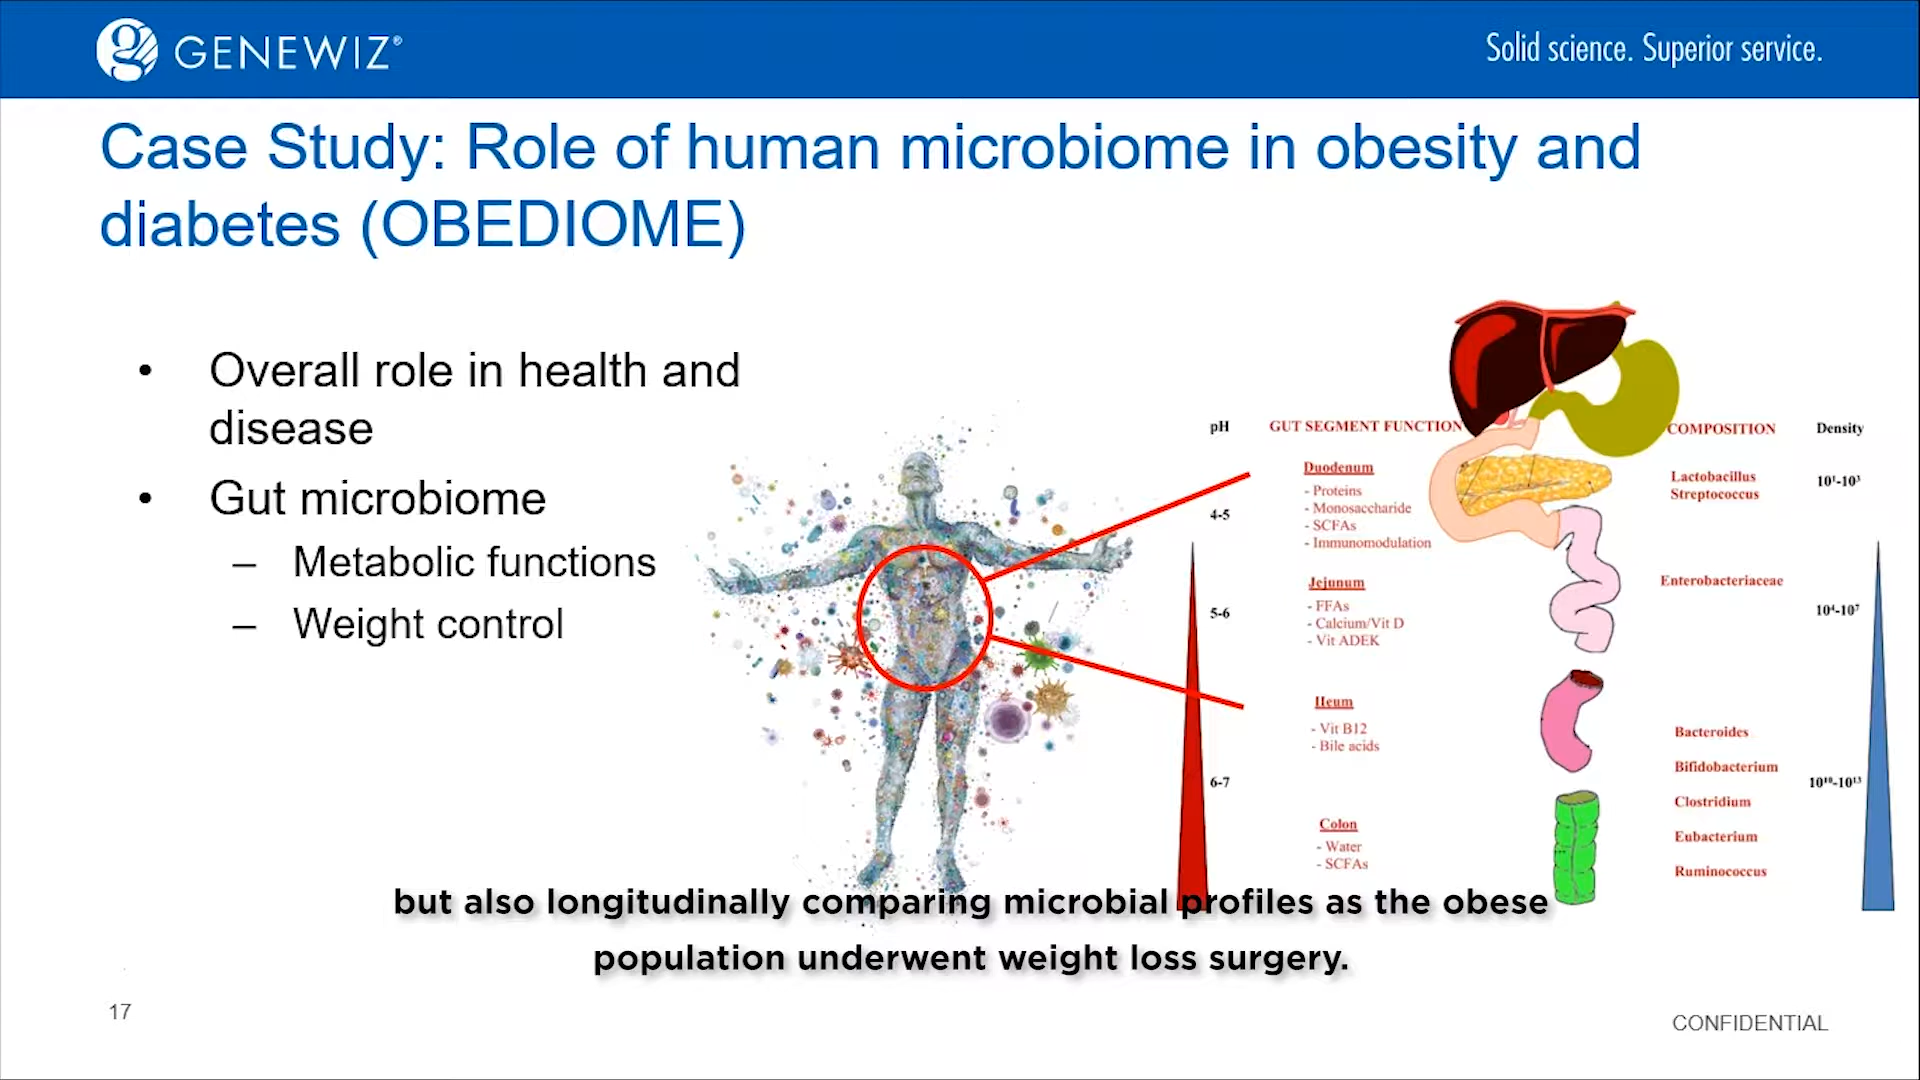 GENEWIZ®
Solid science. Superior service.
Case Study: Role of human microbiome in obesity and
diabetes (OBEDIOME)
• Overall role in health and
disease
• Gut microbiome
– Metabolic functions
– Weight control
pH
GUT SEGMENT FUNCTION
COMPOSITION
Density
Duodenum
- Proteins
- Monosaccharide
- SCFAs
- Immunomodulation
4-5
Lactobacillus
Streptococcus
10¹-10³
Jejunum
- FFAs
- Calcium/Vit D
- Vit ADEK
5-6
Enterobacteriaceae
10⁴-10⁷
Ileum
- Vit B12
- Bile acids
6-7
Bacteroides
Bifidobacterium
Clostridium
Eubacterium
Ruminococcus
10¹⁰-10¹³
Colon
- Water
- SCFAs
but also longitudinally comparing microbial profiles as the obese
population underwent weight loss surgery.
17
CONFIDENTIAL